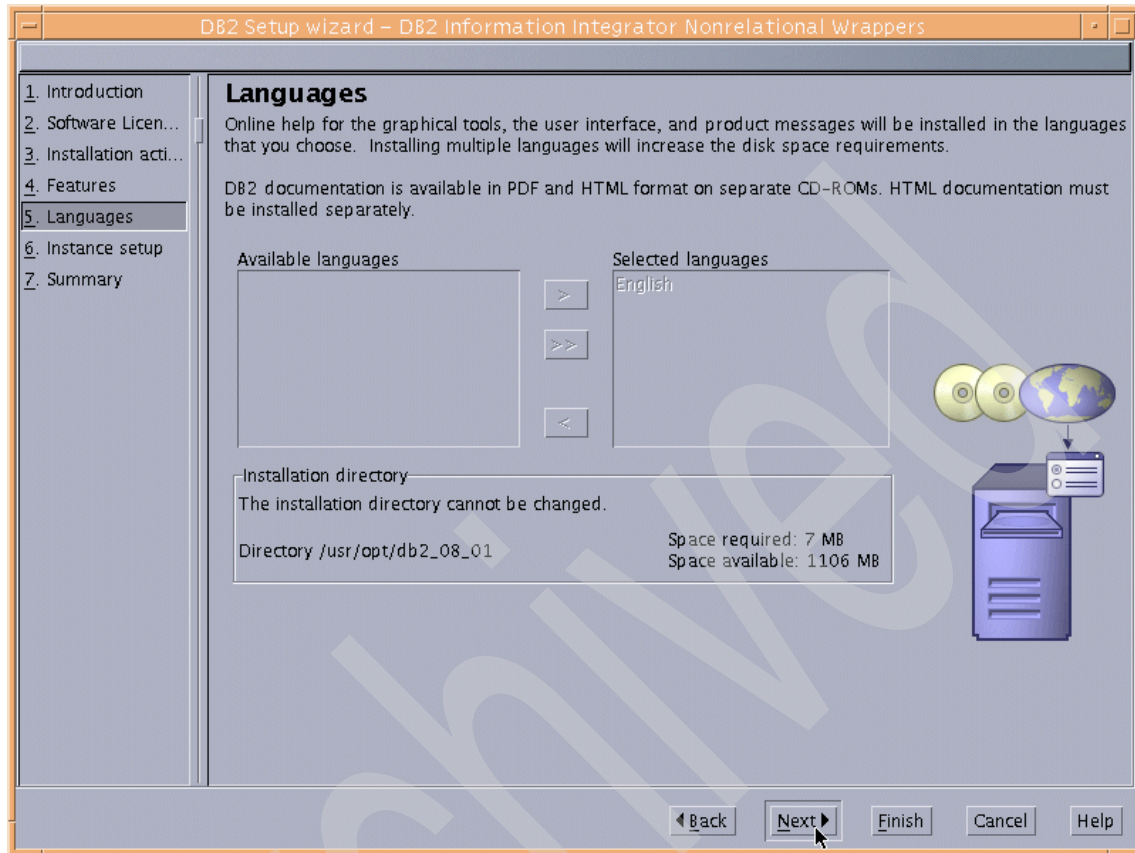 DB2 Setup wizard – DB2 Information Integrator Nonrelational Wrappers
1. Introduction
2. Software Licen...
3. Installation acti...
4. Features
5. Languages
6. Instance setup
7. Summary
Languages
Online help for the graphical tools, the user interface, and product messages will be installed in the languages
that you choose. Installing multiple languages will increase the disk space requirements.
DB2 documentation is available in PDF and HTML format on separate CD-ROMs. HTML documentation must
be installed separately.
Available languages
Selected languages
English
>
>>
<
Installation directory
The installation directory cannot be changed.
Directory /usr/opt/db2_08_01
Space required: 7 MB
Space available: 1106 MB
Back
Next
Finish
Cancel
Help